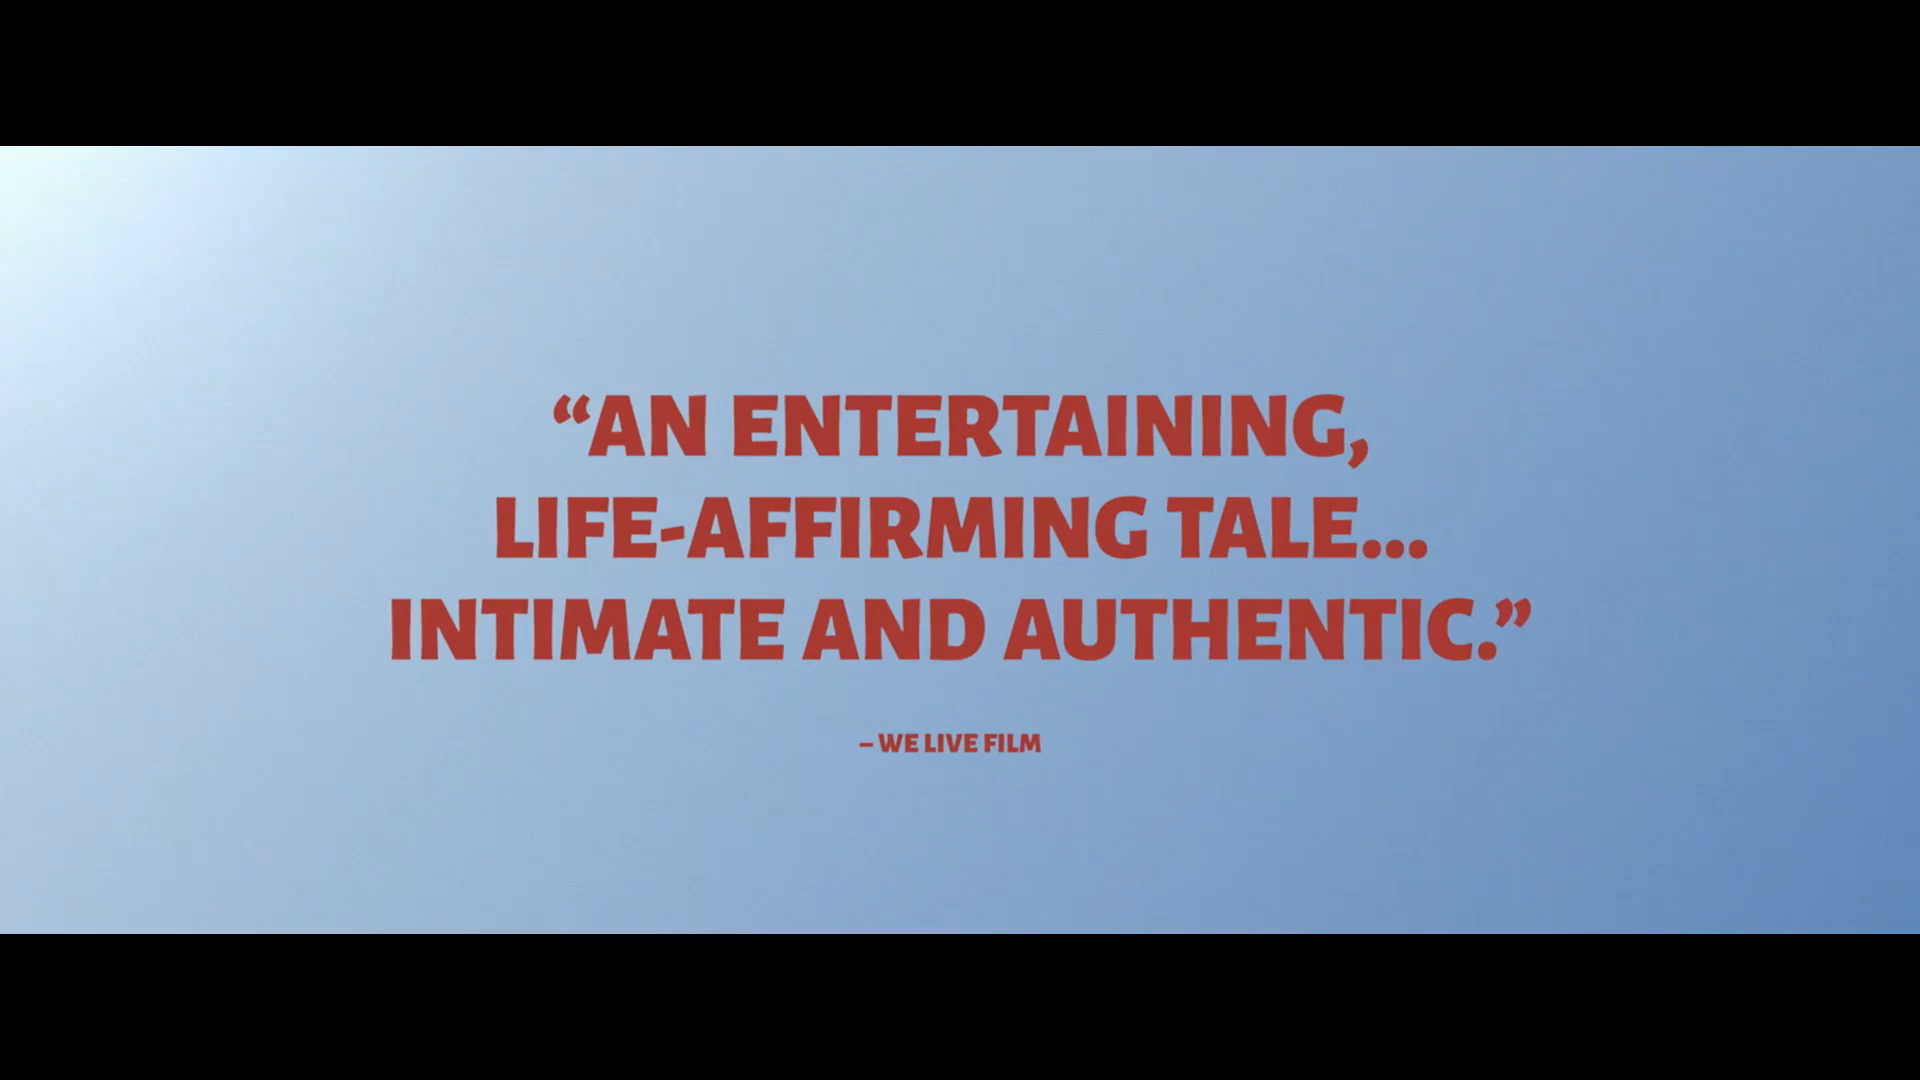 “AN ENTERTAINING,
LIFE-AFFIRMING TALE...
INTIMATE AND AUTHENTIC.”
– WE LIVE FILM